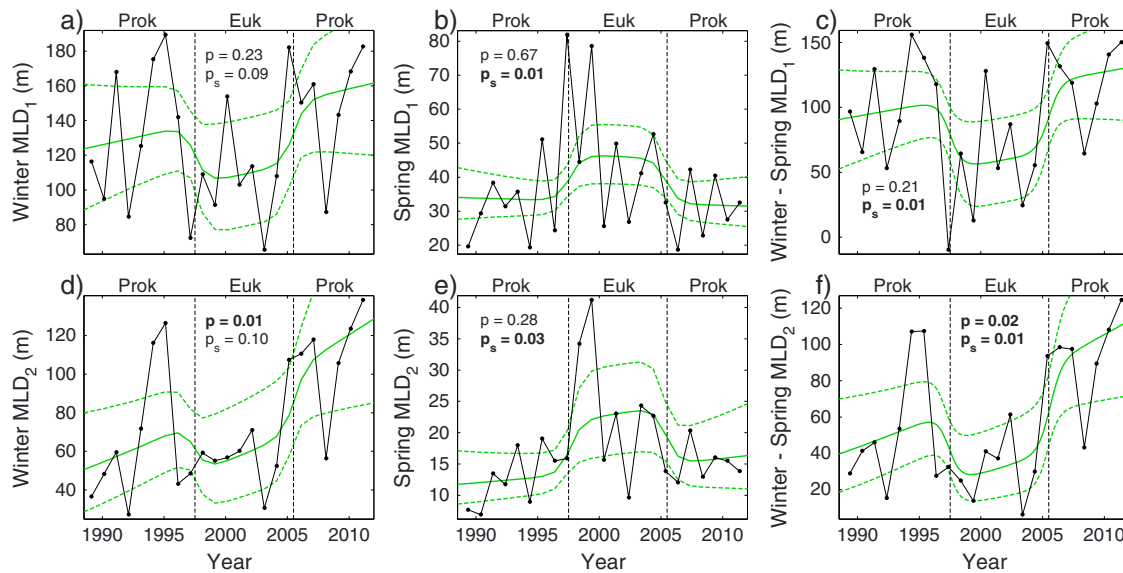 a) Prok Euk Prok
Winter MLD1 (m)
180
160
140
120
100
80
p = 0.23
ps = 0.09
b) Prok Euk Prok
Spring MLD1 (m)
80
70
60
50
40
30
20
p = 0.67
ps = 0.01
c) Prok Euk Prok
Winter - Spring MLD1 (m)
150
100
50
0
p = 0.21
ps = 0.01
d) Prok Euk Prok
Winter MLD2 (m)
120
100
80
60
40
p = 0.01
ps = 0.10
1990 1995 2000 2005 2010
Year
e) Prok Euk Prok
Spring MLD2 (m)
40
35
30
25
20
15
10
p = 0.28
ps = 0.03
1990 1995 2000 2005 2010
Year
f) Prok Euk Prok
Winter - Spring MLD2 (m)
120
100
80
60
40
20
p = 0.02
ps = 0.01
1990 1995 2000 2005 2010
Year